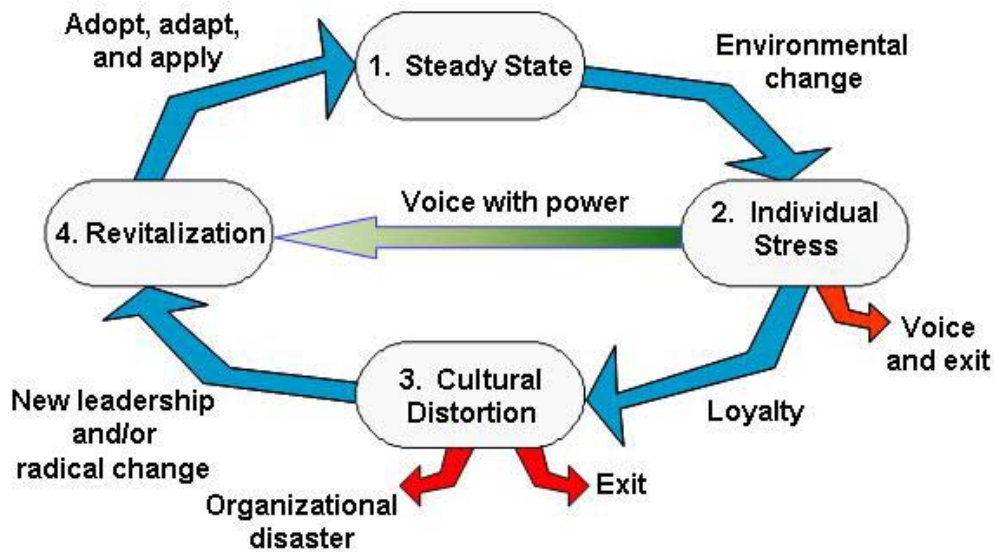 Adopt, adapt,
and apply
1. Steady State
Environmental
change
Voice with power
2. Individual
Stress
4. Revitalization
Voice
and exit
3. Cultural
Distortion
Loyalty
New leadership
and/or
radical change
Exit
Organizational
disaster